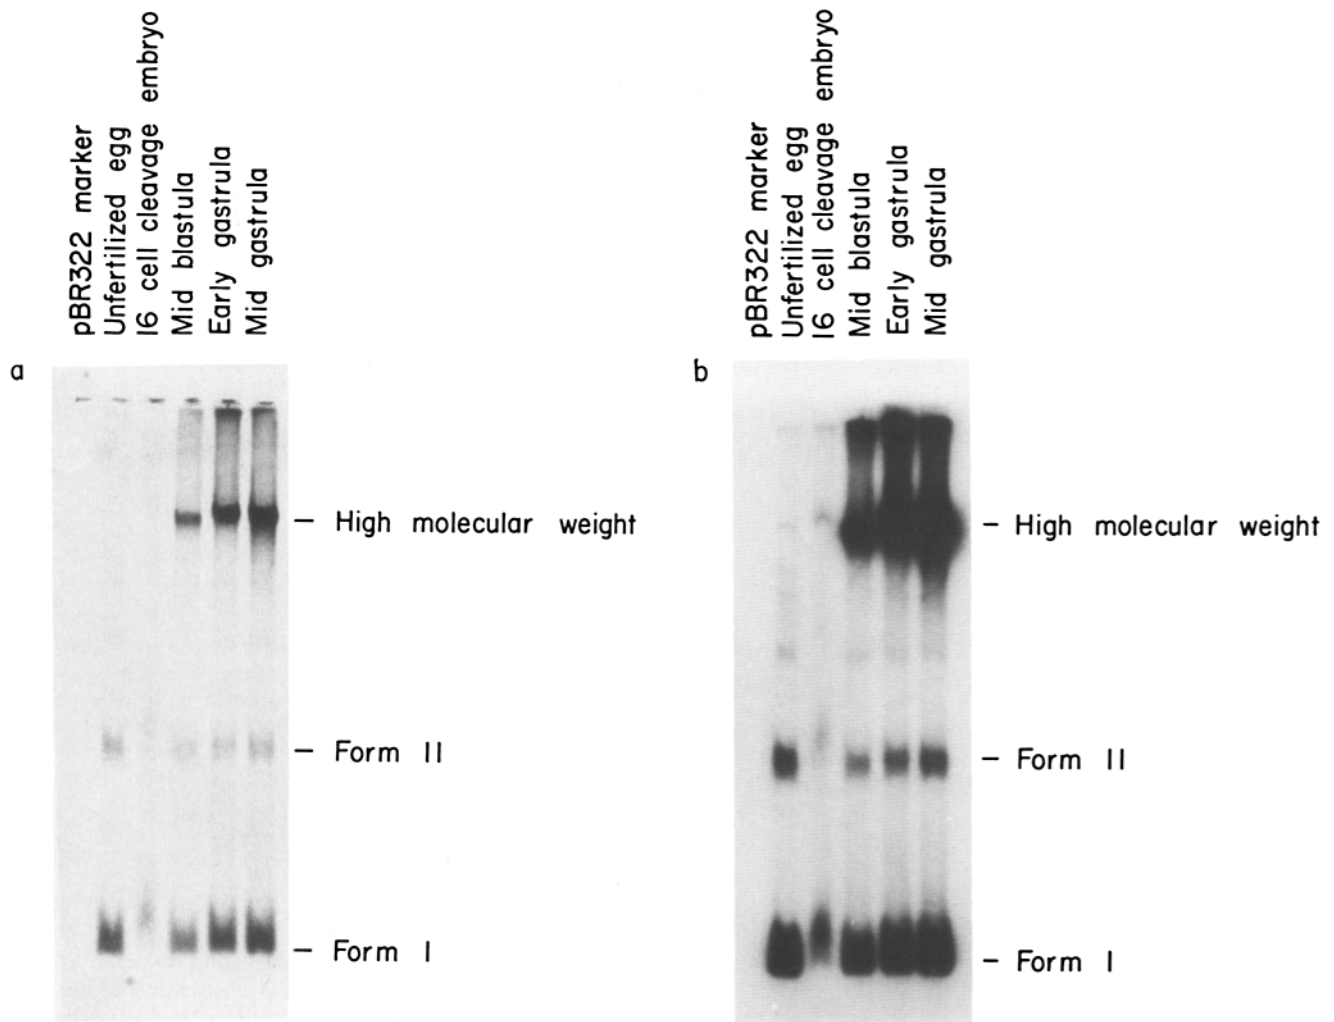 pBR322 marker
Unfertilized egg
16 cell cleavage embryo
Mid blastula
Early gastrula
Mid gastrula
a
High molecular weight
Form II
Form I
pBR322 marker
Unfertilized egg
16 cell cleavage embryo
Mid blastula
Early gastrula
Mid gastrula
b
High molecular weight
Form II
Form I